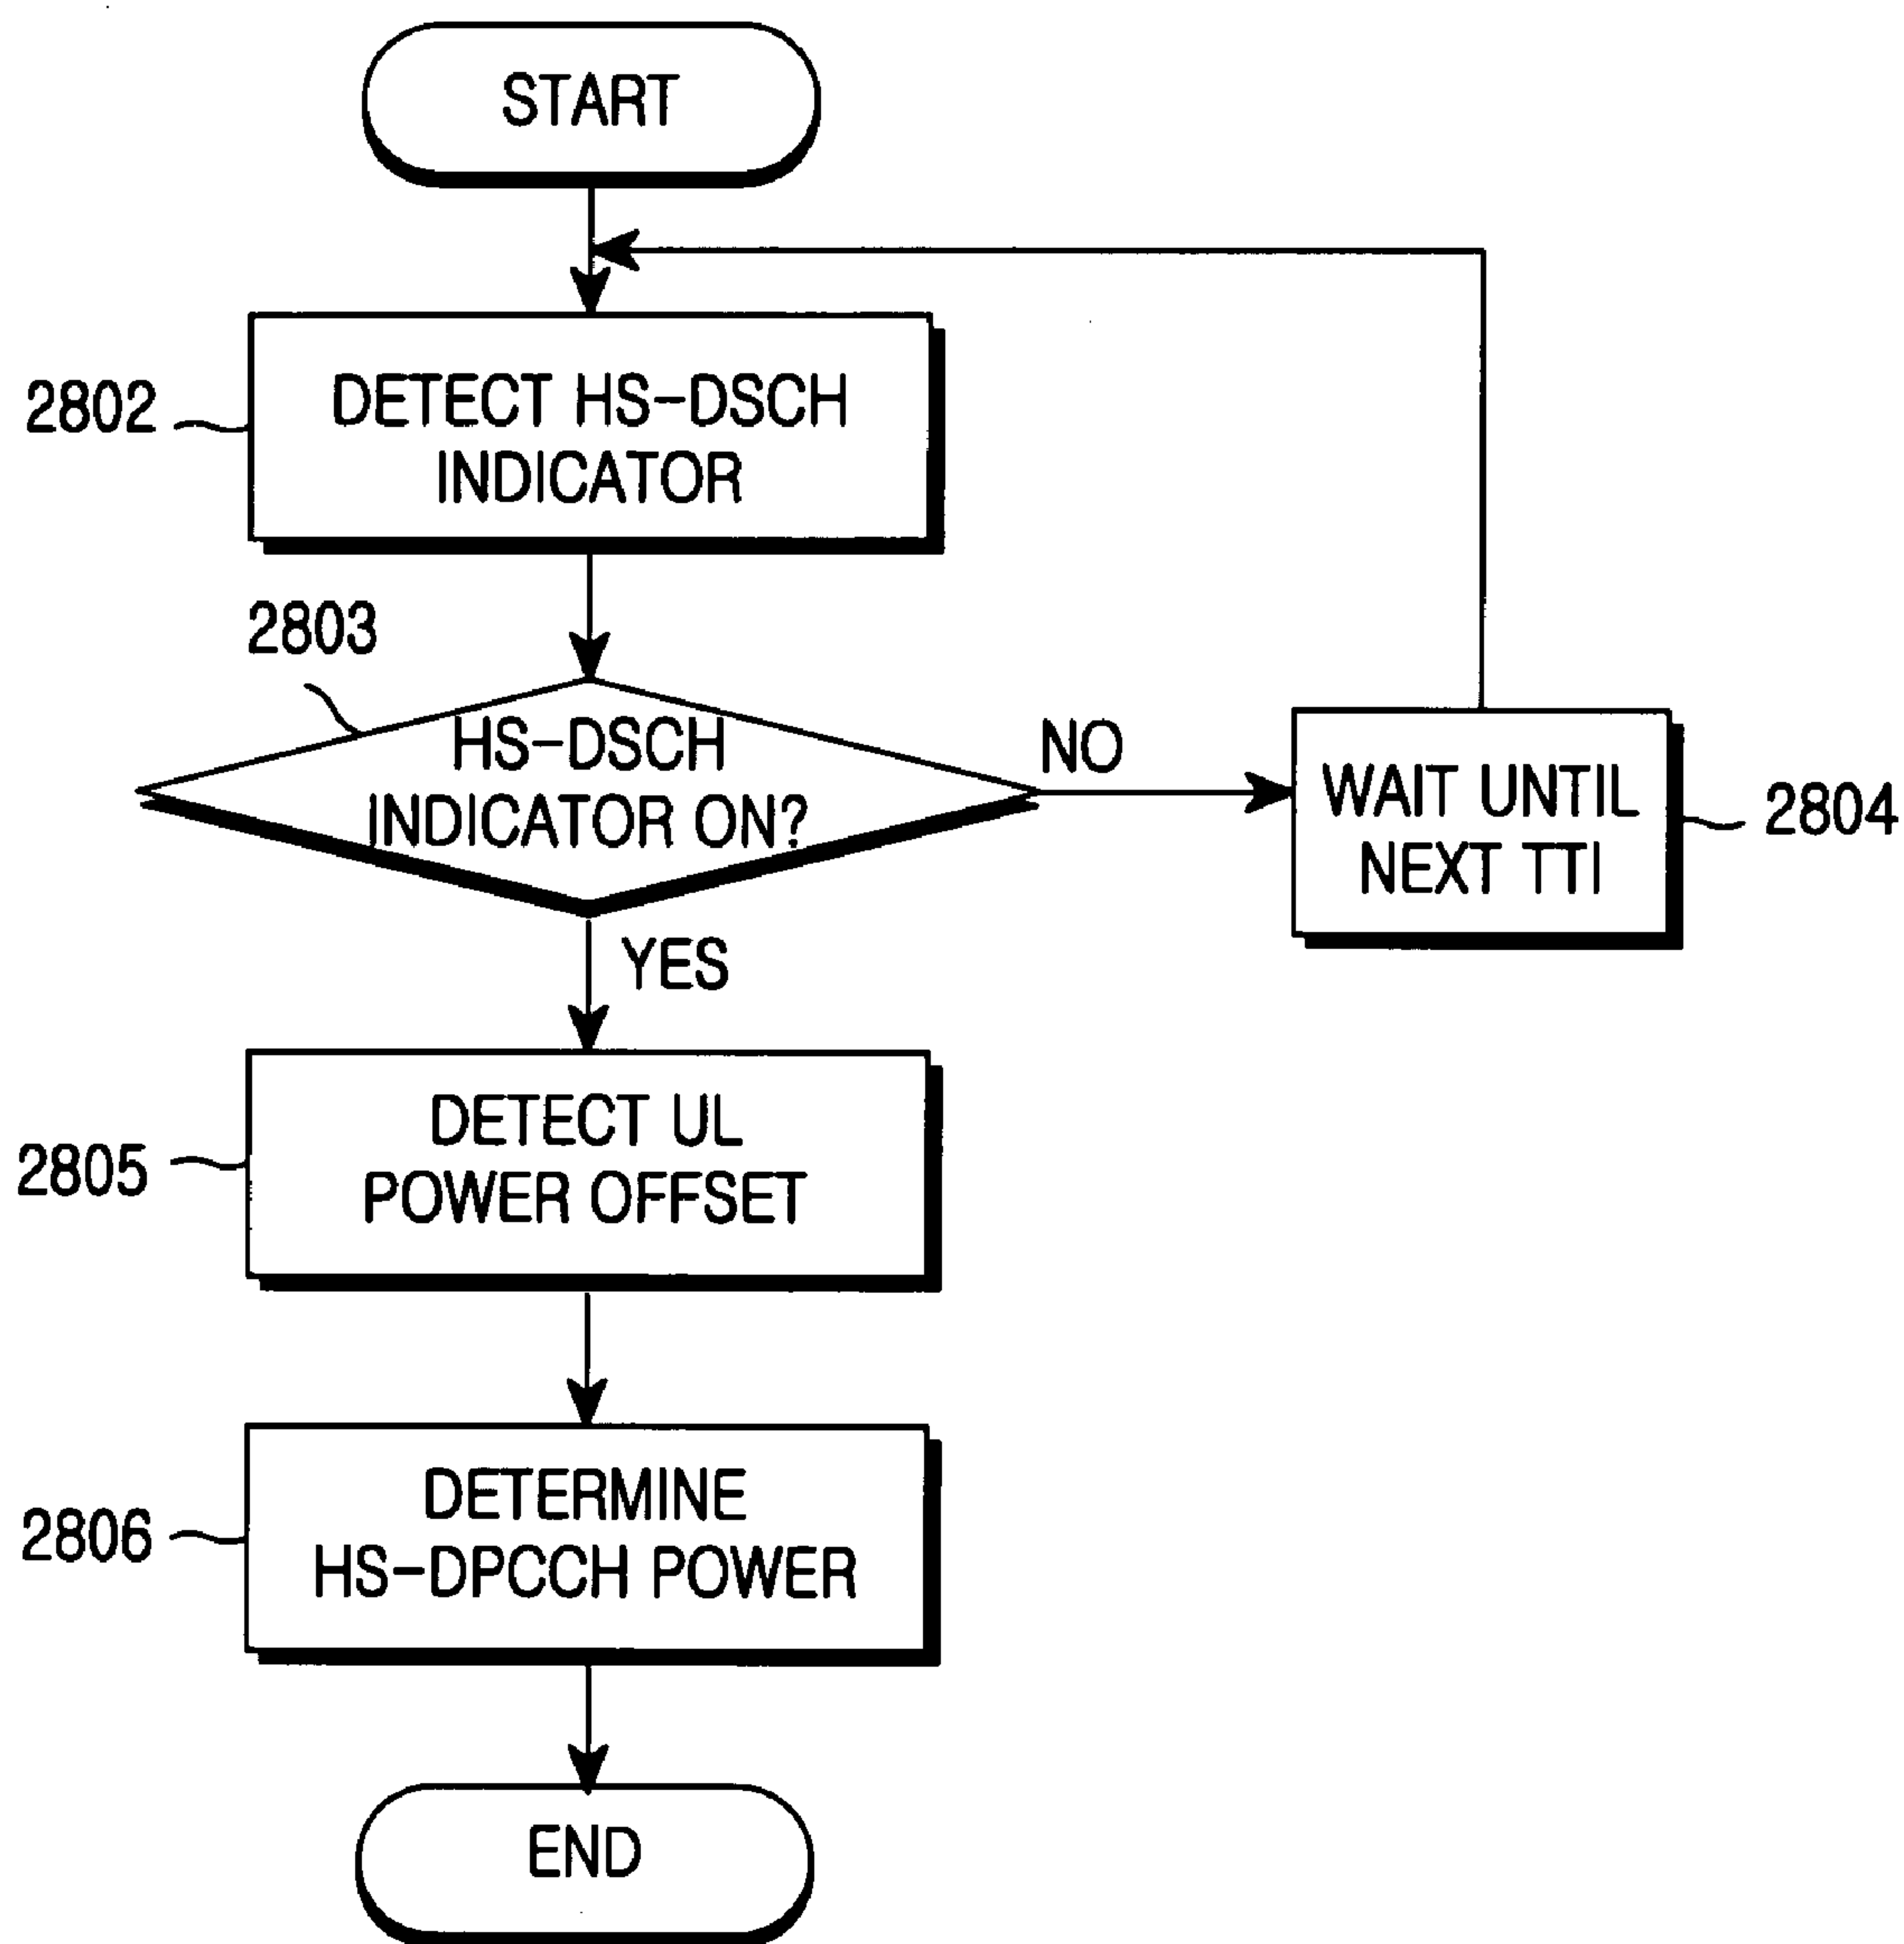 START
2802
DETECT HS-DSCH
INDICATOR
2803
HS-DSCH
INDICATOR ON?
NO
WAIT UNTIL
NEXT TTI
2804
YES
2805
DETECT UL
POWER OFFSET
2806
DETERMINE
HS-DPCCH POWER
END